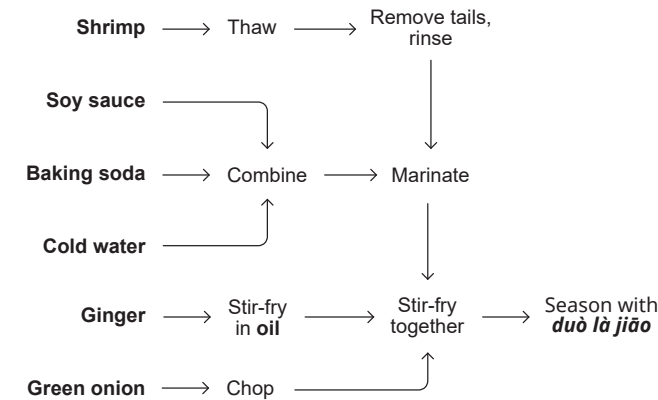 Shrimp
Thaw
Remove tails,
rinse
Soy sauce
Baking soda
Combine
Marinate
Cold water
Ginger
Stir-fry
in oil
Stir-fry
together
Season with
duò là jiāo
Green onion
Chop